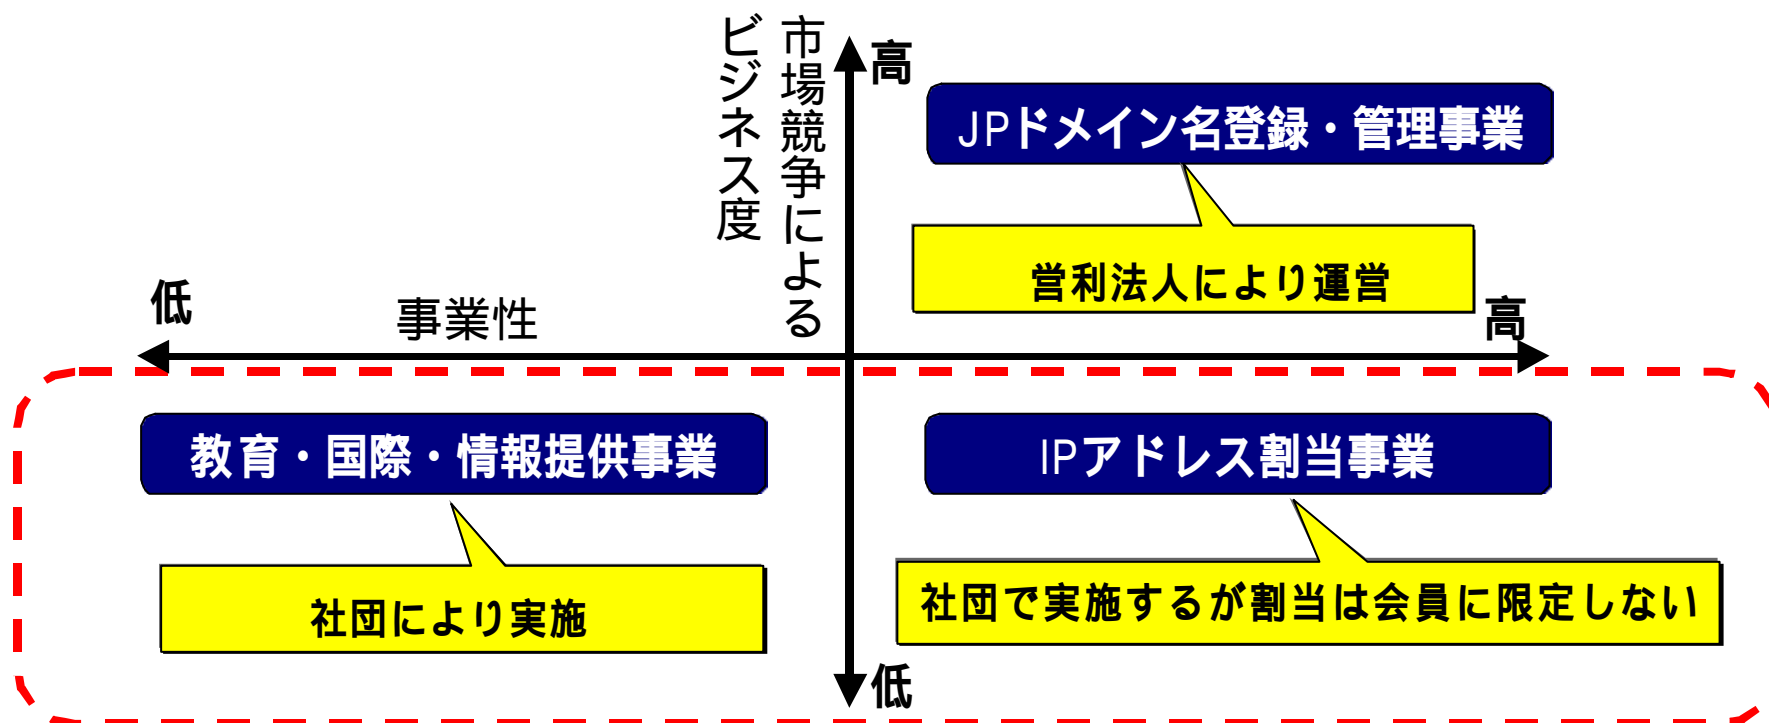 市場競争による
ビジネス度
高
JPドメイン名登録・管理事業
営利法人により運営
低
事業性
高
教育・国際・情報提供事業
IPアドレス割当事業
社団により実施
社団で実施するが割当は会員に限定しない
低